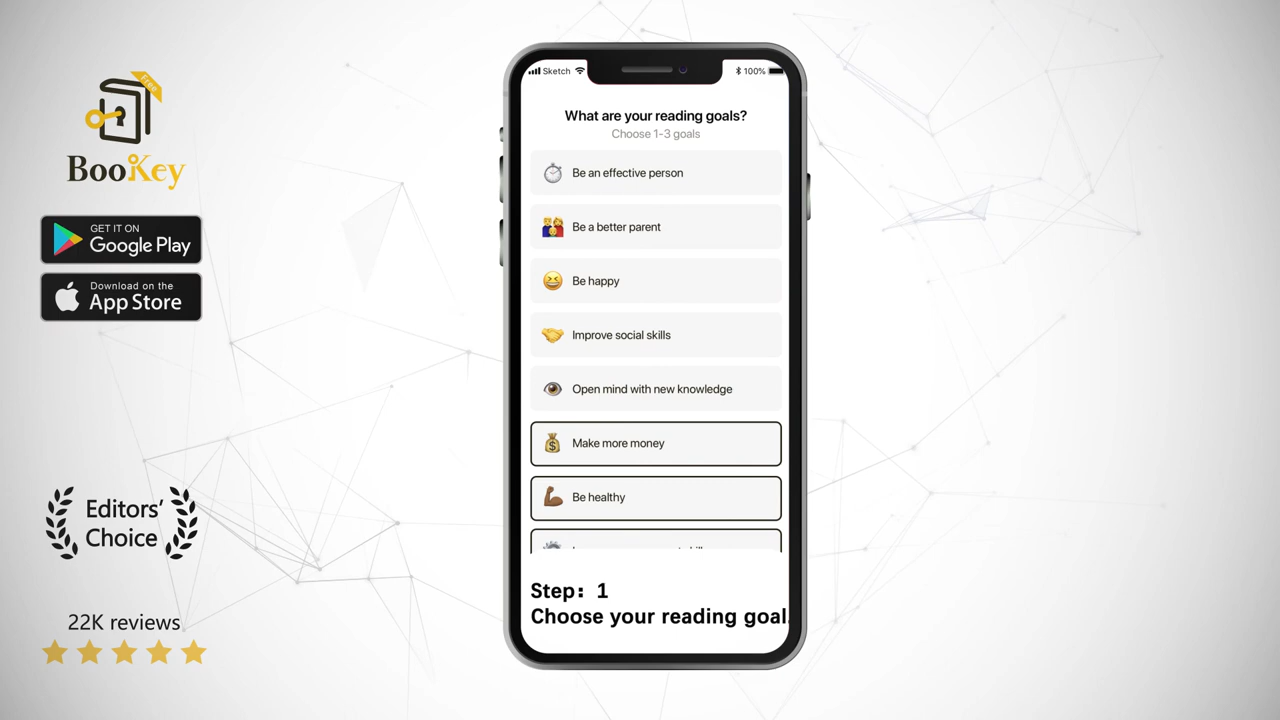 Free
BooKey
GET IT ON
Google Play
Download on the
App Store
Editors'
Choice
22K reviews
Sketch
100%
What are your reading goals?
Choose 1-3 goals
Be an effective person
Be a better parent
Be happy
Improve social skills
Open mind with new knowledge
Make more money
Be healthy
Step: 1
Choose your reading goal